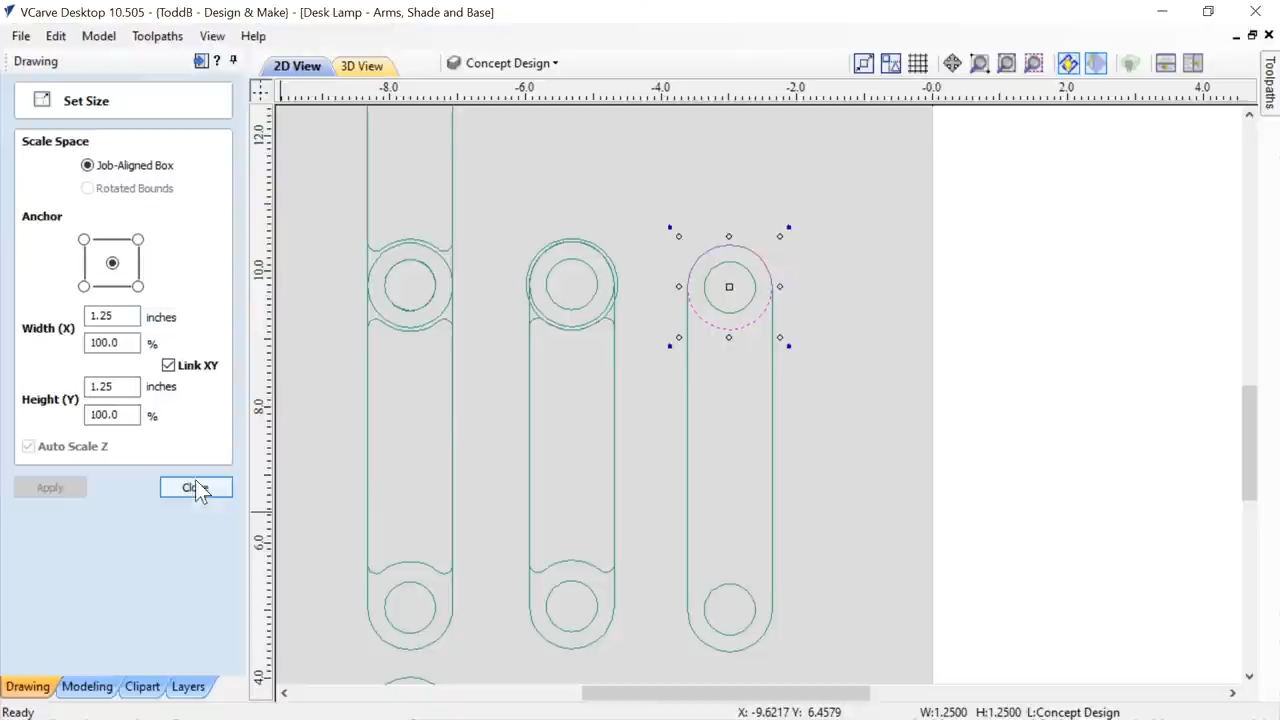 VCarve Desktop 10.505 - {ToddB - Design & Make} - [Desk Lamp - Arms, Shade and Base]
File Edit Model Toolpaths View Help
Drawing
2D View 3D View Concept Design
Set Size
Scale Space
Job-Aligned Box
Rotated Bounds
Anchor
Width (X) 1.25 inches
100.0 %
Link XY
Height (Y) 1.25 inches
100.0 %
Auto Scale Z
Apply
-8.0 -6.0 -4.0 -2.0 -0.0 2.0 4.0
12.0
10.0
8.0
6.0
4.0
Toolpaths
Drawing Modeling Clipart Layers
Ready X: -9.6217 Y: 6.4579 W:1.2500 H:1.2500 L:Concept Design